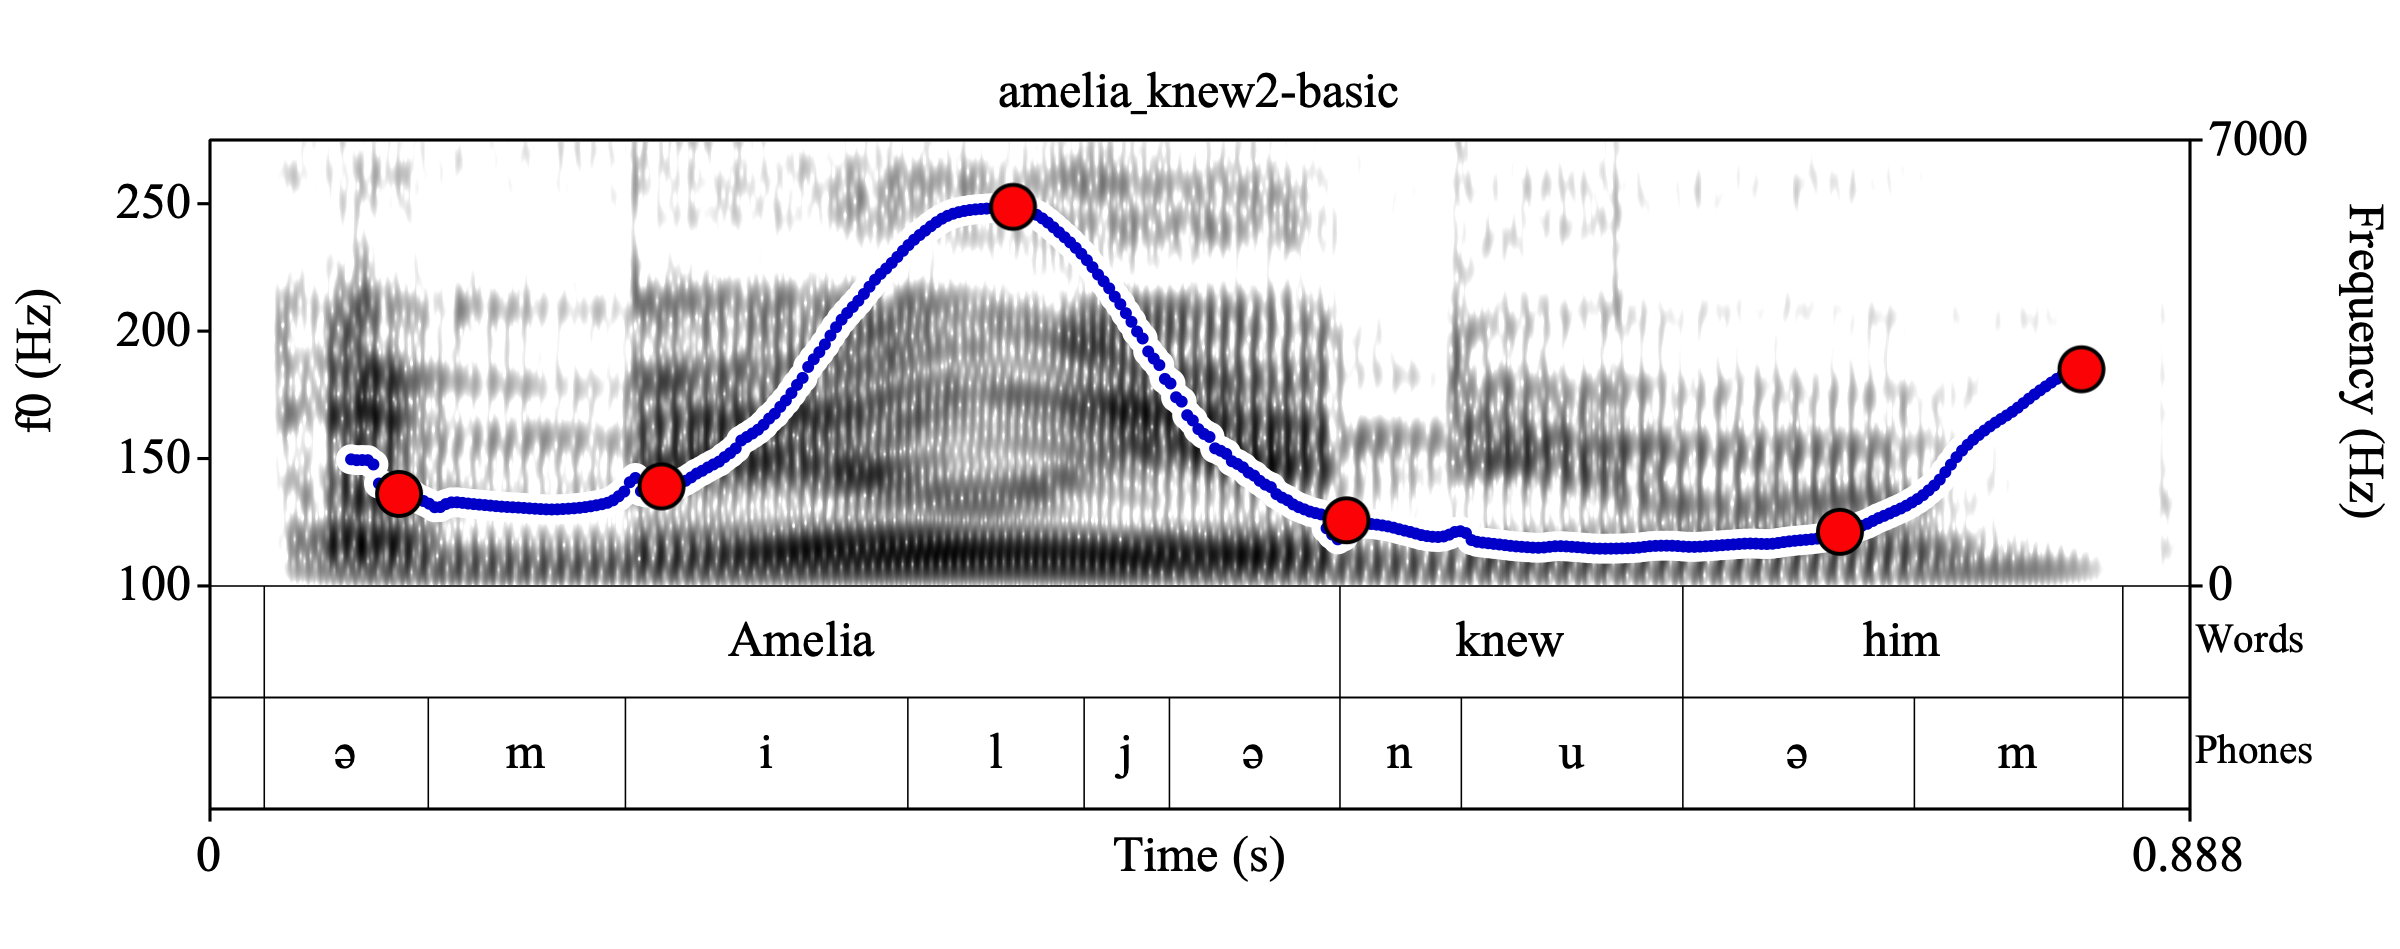 amelia_knew2-basic
7000
250
200
150
100
0
f0 (Hz)
Frequency (Hz)
Amelia knew him Words
ə m i l j ə n u ə m Phones
0 Time (s) 0.888